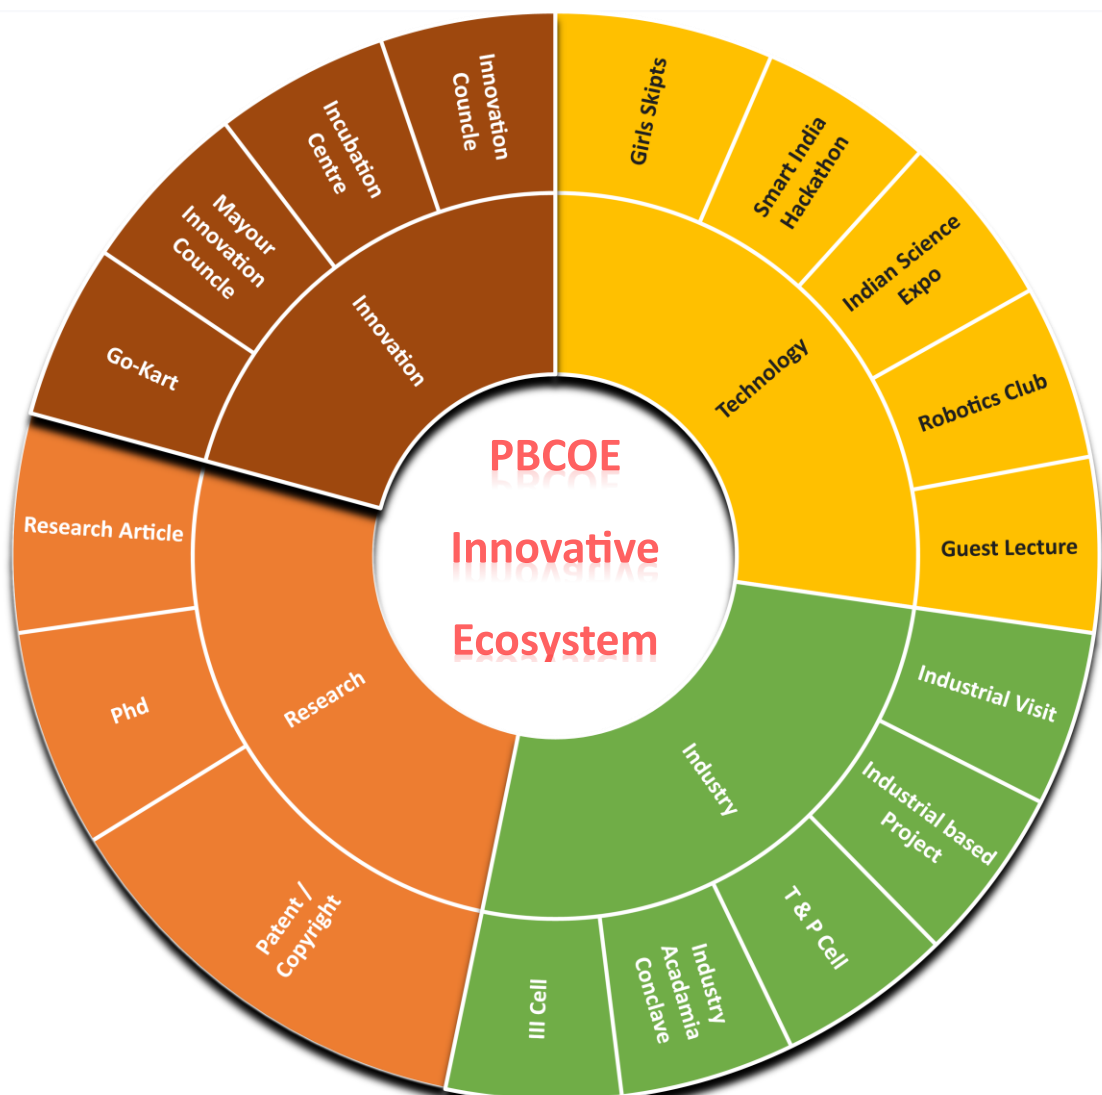 PBCOE
Innovative
Ecosystem
Technology
Girls Skipts
Smart India
Hackathon
Indian Science
Expo
Robotics Club
Guest Lecture
Industry
Industrial Visit
Industrial based
Project
T & P Cell
Industry
Acadamia
Conclave
III Cell
Research
Patent /
Copyright
Phd
Research Article
Innovation
Go-Kart
Mayour
Innovation
Councle
Incubation
Centre
Innovation
Councle